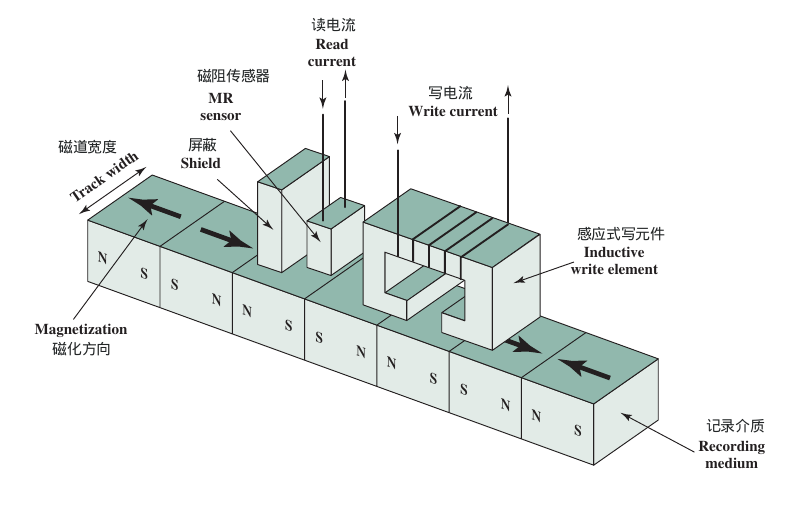 读电流
Read
current
磁阻传感器
MR
sensor
写电流
Write current
磁道宽度
Track width
屏蔽
Shield
感应式写元件
Inductive
write element
N S S N N S S N N S S N N S
Magnetization
磁化方向
记录介质
Recording
medium